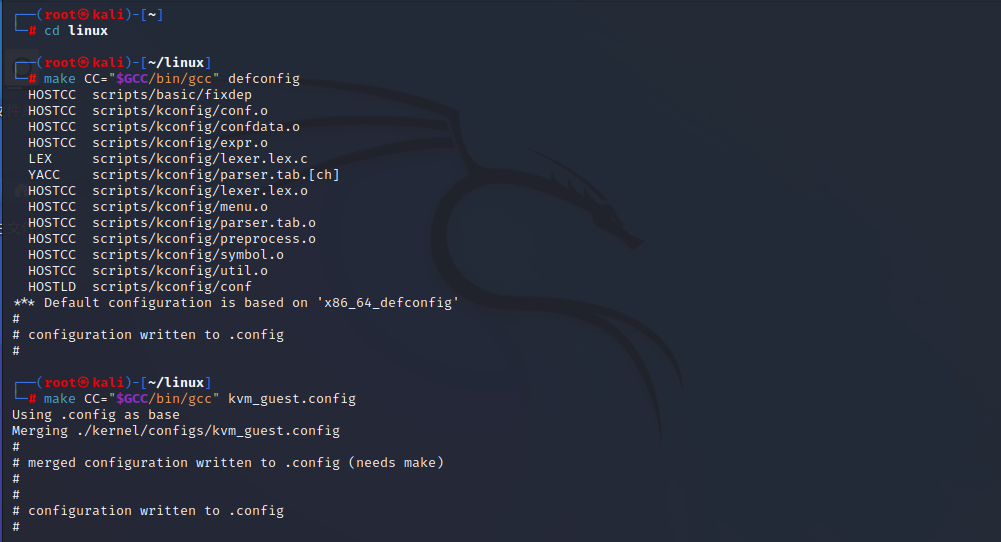 ┌──(root㉿kali)-[~]
└─# cd linux
┌──(root㉿kali)-[~/linux]
└─# make CC="$GCC/bin/gcc" defconfig
HOSTCC  scripts/basic/fixdep
HOSTCC  scripts/kconfig/conf.o
HOSTCC  scripts/kconfig/confdata.o
HOSTCC  scripts/kconfig/expr.o
LEX     scripts/kconfig/lexer.lex.c
YACC    scripts/kconfig/parser.tab.[ch]
HOSTCC  scripts/kconfig/lexer.lex.o
HOSTCC  scripts/kconfig/menu.o
HOSTCC  scripts/kconfig/parser.tab.o
HOSTCC  scripts/kconfig/preprocess.o
HOSTCC  scripts/kconfig/symbol.o
HOSTCC  scripts/kconfig/util.o
HOSTLD  scripts/kconfig/conf
*** Default configuration is based on 'x86_64_defconfig'
#
# configuration written to .config
#
┌──(root㉿kali)-[~/linux]
└─# make CC="$GCC/bin/gcc" kvm_guest.config
Using .config as base
Merging ./kernel/configs/kvm_guest.config
#
# merged configuration written to .config (needs make)
#
#
# configuration written to .config
#